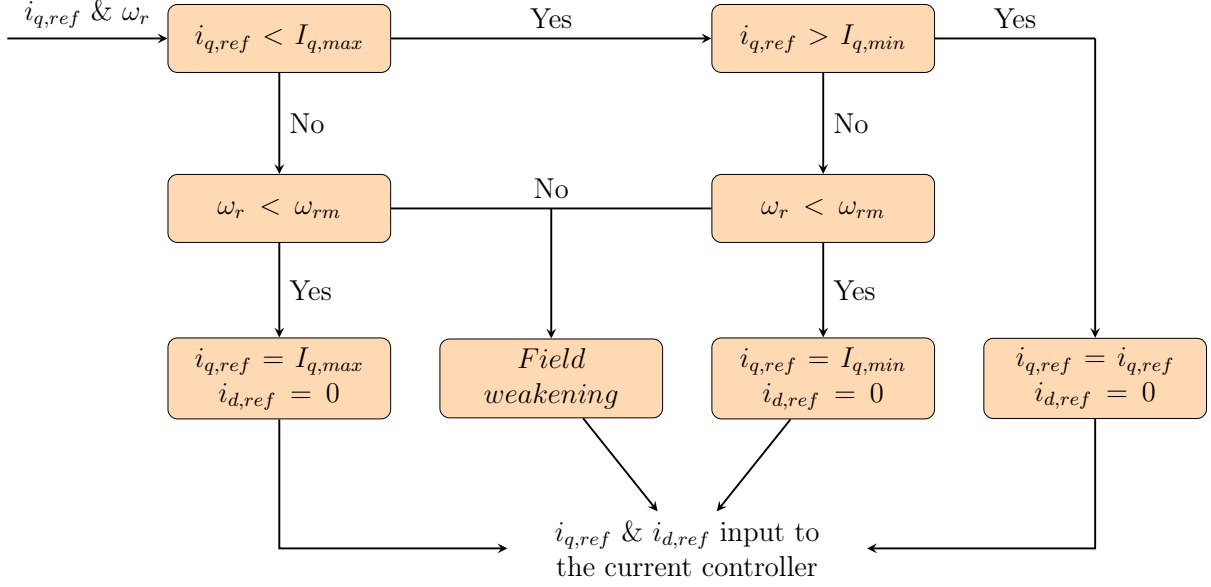 i_{q,ref} & ω_r
i_{q,ref} < I_{q,max}
Yes
i_{q,ref} > I_{q,min}
Yes
No
No
ω_r < ω_{rm}
No
ω_r < ω_{rm}
Yes
Yes
i_{q,ref} = I_{q,max}
i_{d,ref} = 0
Field
weakening
i_{q,ref} = I_{q,min}
i_{d,ref} = 0
i_{q,ref} = i_{q,ref}
i_{d,ref} = 0
i_{q,ref} & i_{d,ref} input to
the current controller